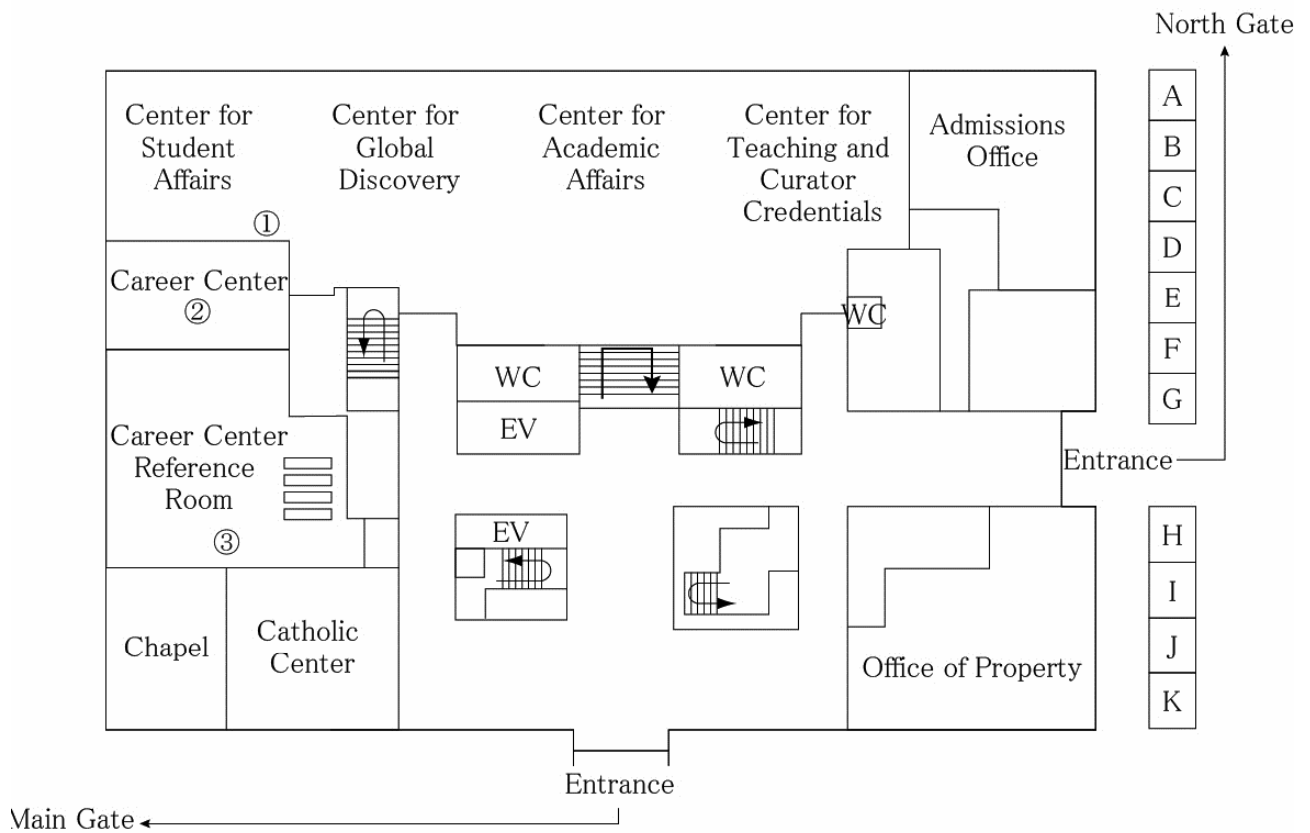 North Gate
Center for
Student
Affairs
Center for
Global
Discovery
Center for
Academic
Affairs
Center for
Teaching and
Curator
Credentials
Admissions
Office
A
B
C
D
E
F
G
①
Career Center
②
WC
WC
WC
EV
Career Center
Reference
Room
③
Entrance
EV
H
I
J
K
Chapel
Catholic
Center
Office of Property
Entrance
Main Gate